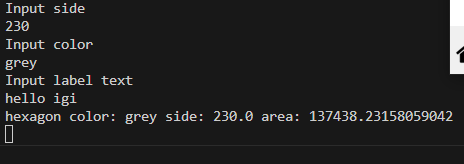 Input side
230
Input color
grey
Input label text
hello igi
hexagon color: grey side: 230.0 area: 137438.23158059042